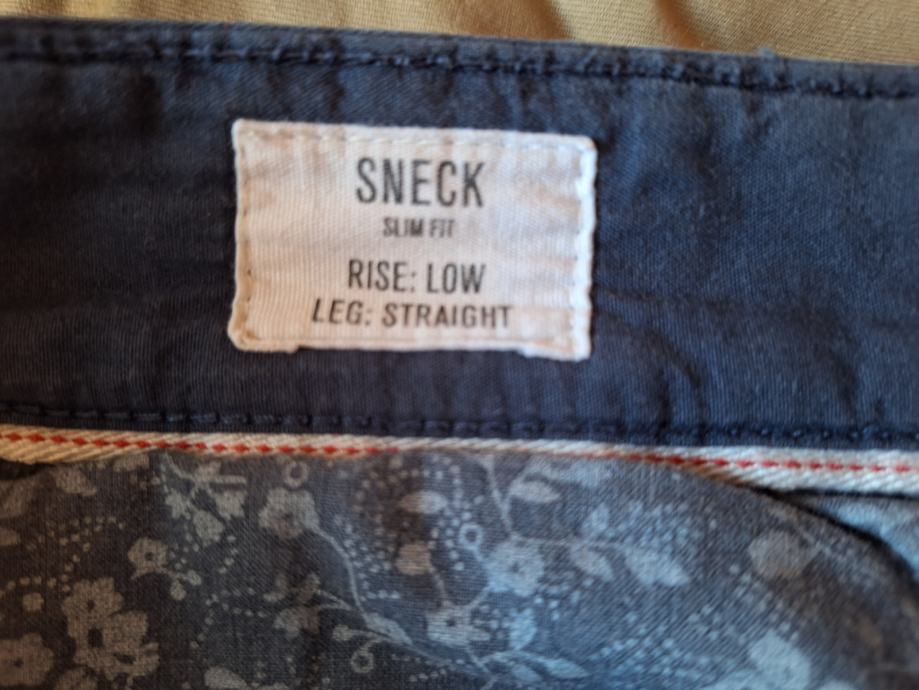 SNECK
SLIM FIT
RISE: LOW
LEG: STRAIGHT